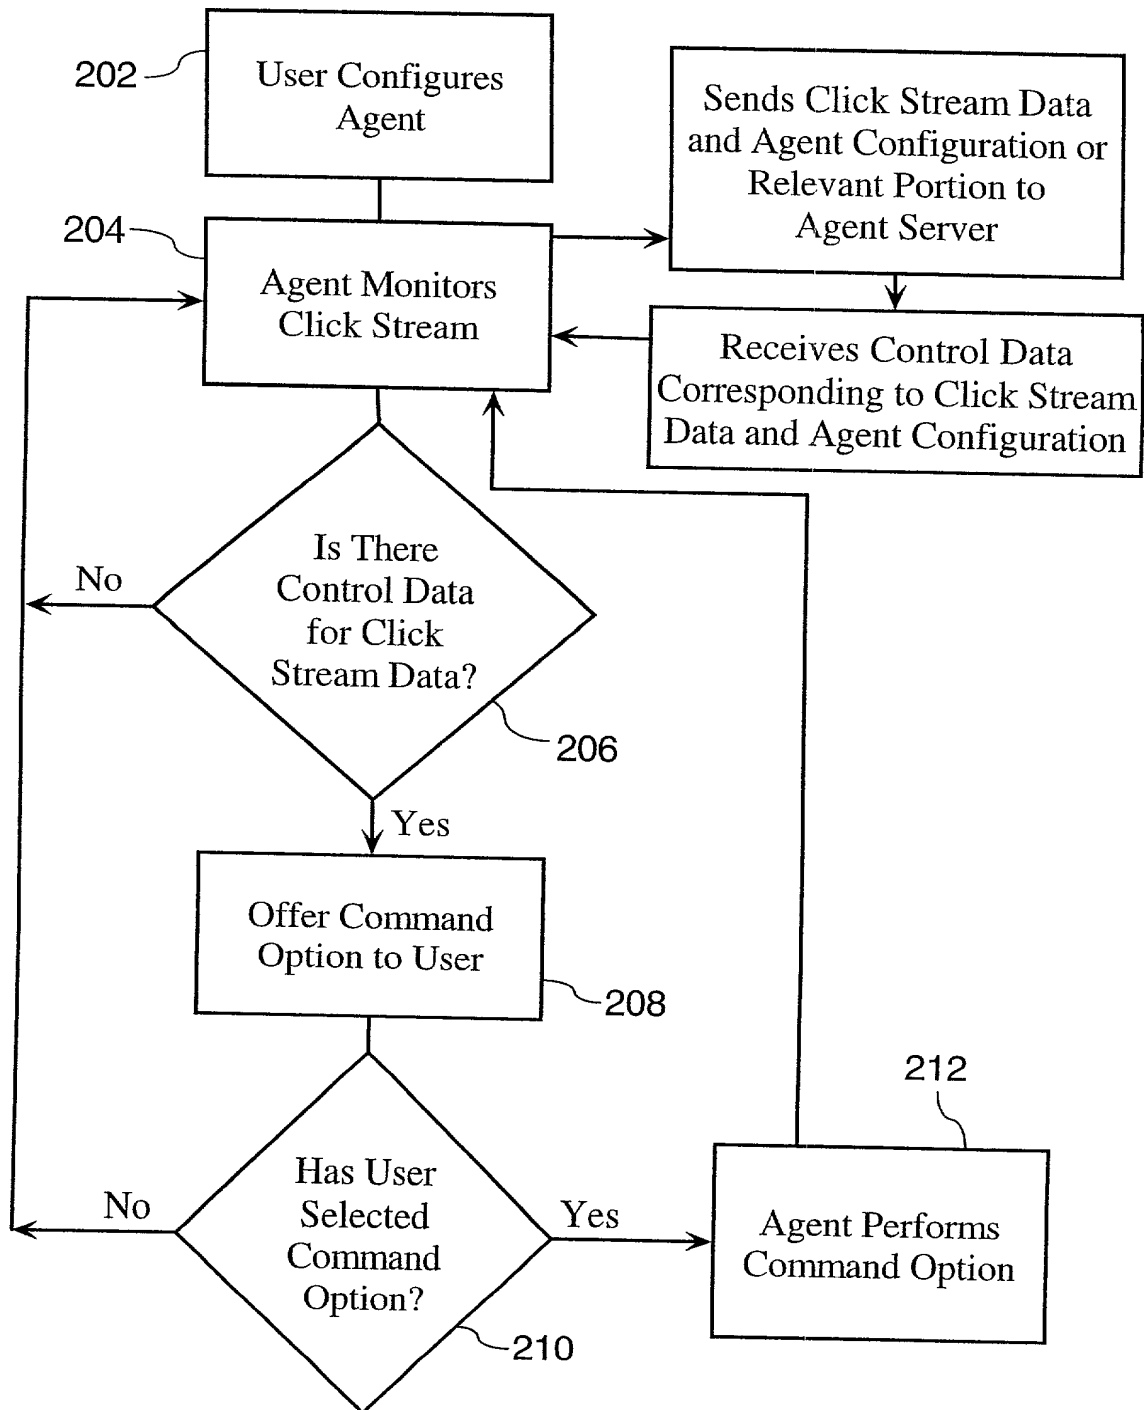 202
User Configures
Agent
Sends Click Stream Data
and Agent Configuration or
Relevant Portion to
Agent Server
204
Agent Monitors
Click Stream
Receives Control Data
Corresponding to Click Stream
Data and Agent Configuration
Is There
Control Data
for Click
Stream Data?
No
206
Yes
Offer Command
Option to User
208
212
Has User
Selected
Command
Option?
No
Yes
Agent Performs
Command Option
210